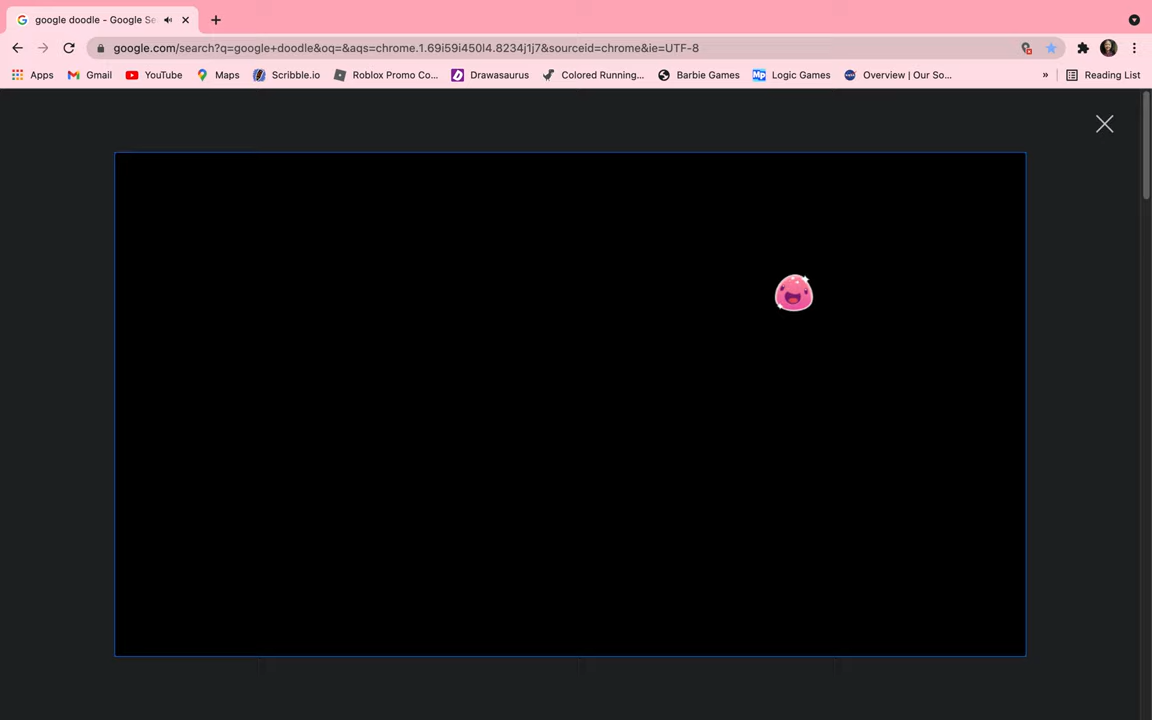 google doodle - Google Se
google.com/search?q=google+doodle&oq=&aqs=chrome.1.69i59i450l4.8234j1j7&sourceid=chrome&ie=UTF-8
Apps Gmail YouTube Maps Scribble.io Roblox Promo Co... Drawasaurus Colored Running... Barbie Games Mp Logic Games Overview | Our So... » Reading List